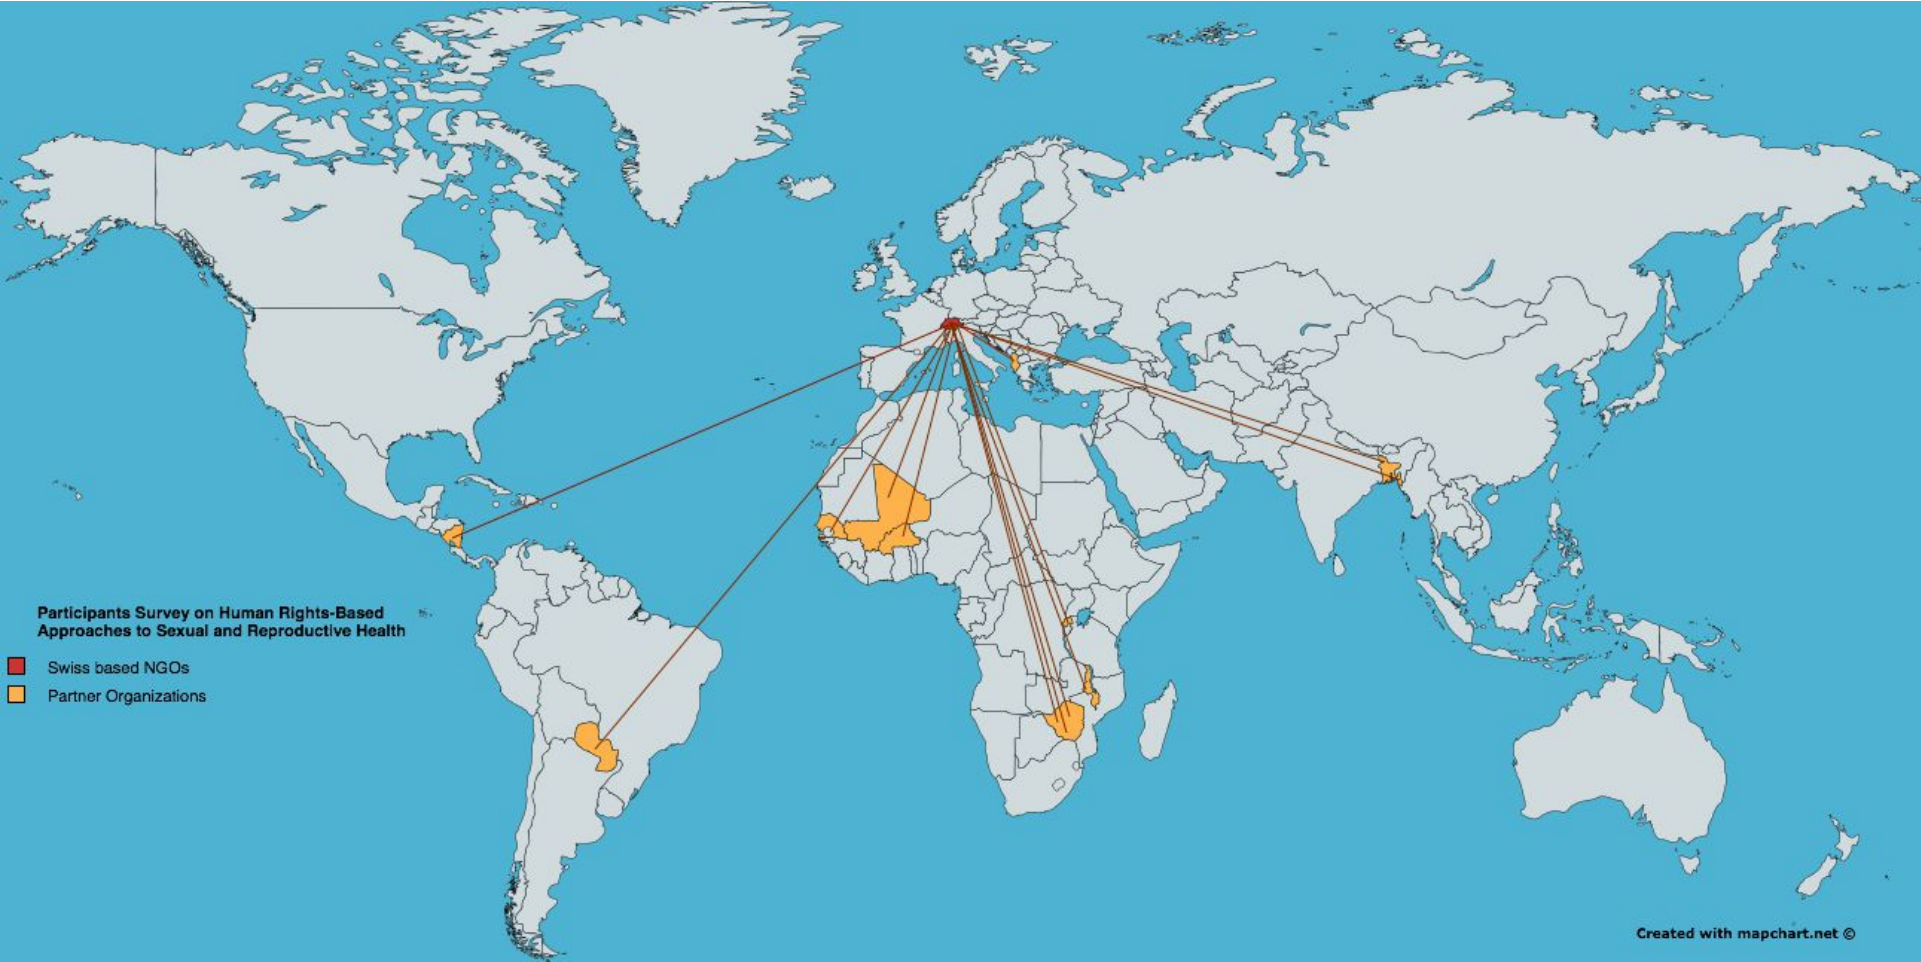 Participants Survey on Human Rights-Based
Approaches to Sexual and Reproductive Health
Swiss based NGOs
Partner Organizations
Created with mapchart.net ©